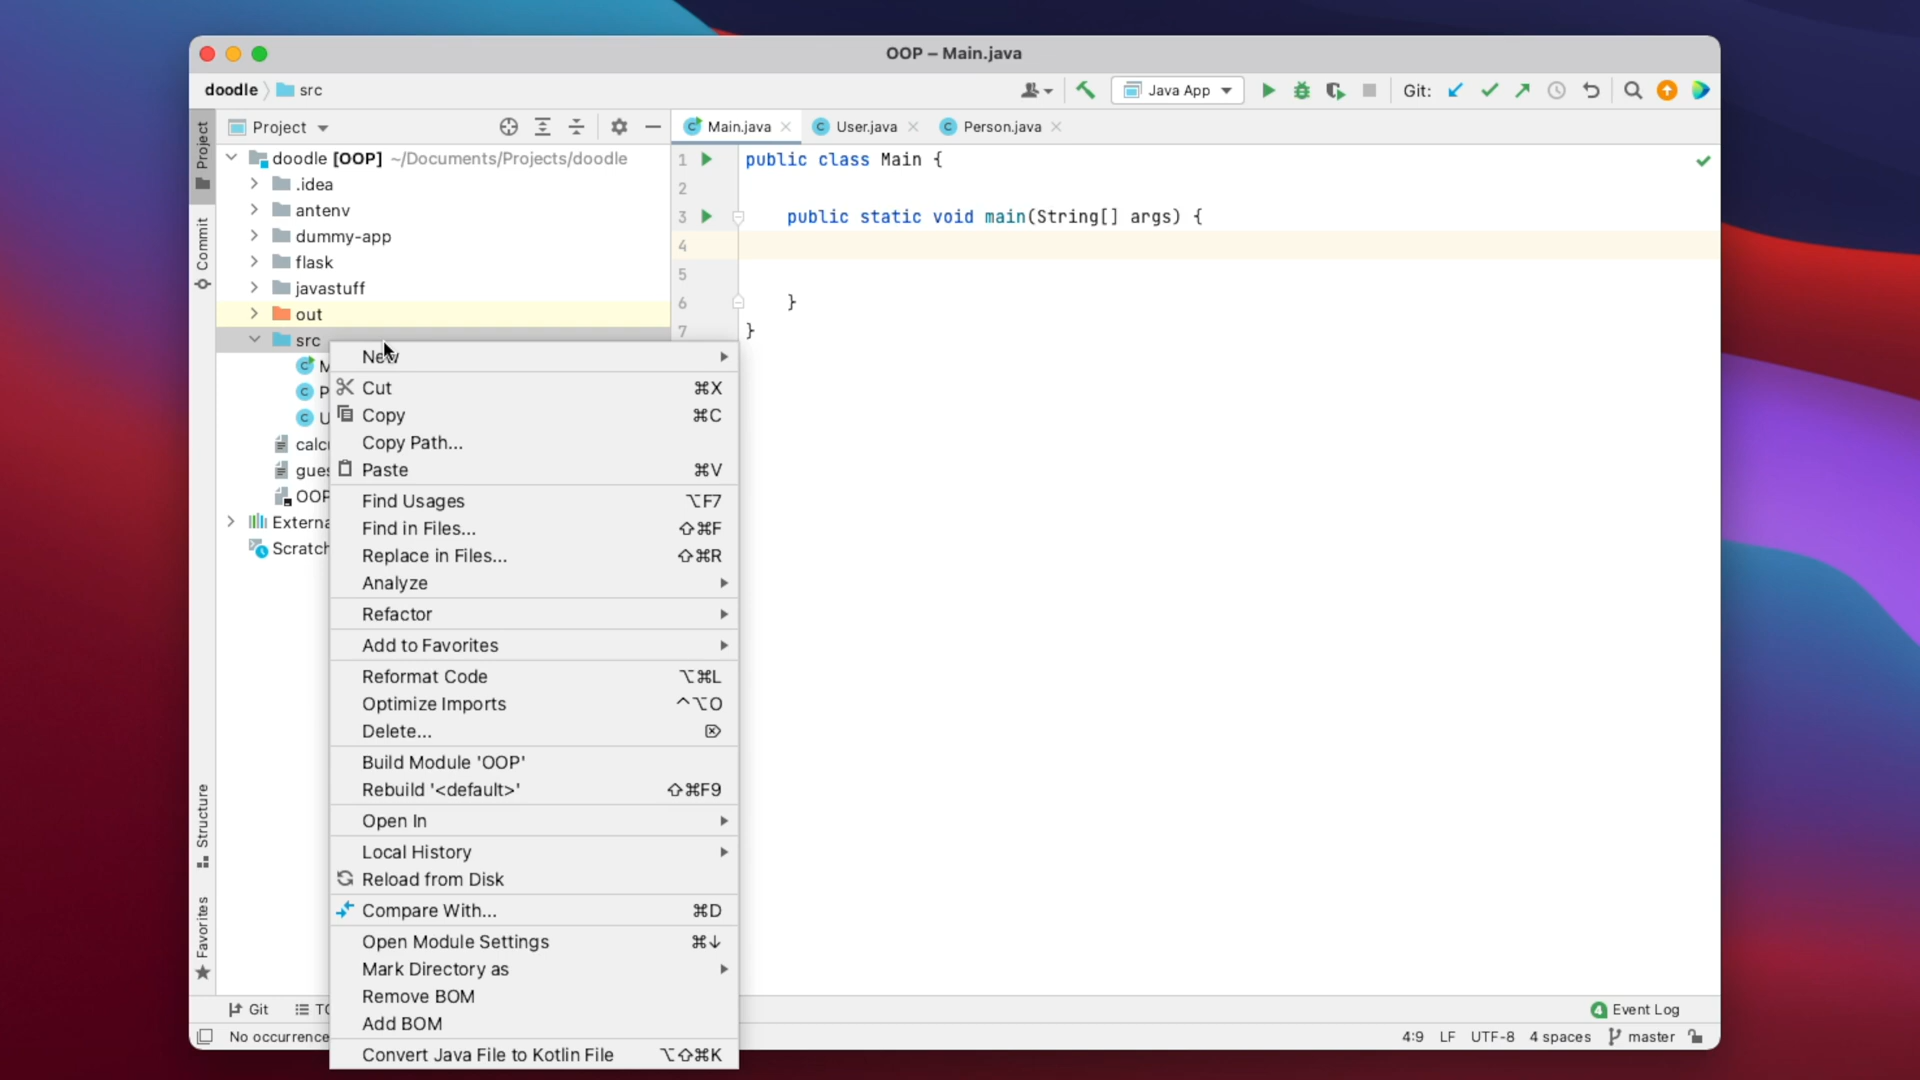 OOP – Main.java
doodle
src
Java App
Git:
Project
Main.java
User.java
Person.java
Project
Commit
Structure
Favorites
doodle [OOP] ~/Documents/Projects/doodle
.idea
antenv
dummy-app
flask
javastuff
out
src
OOP
1 public class Main {
2
3 public static void main(String[] args) {
4
5
6 }
7 }
New
Cut ⌘X
Copy ⌘C
Copy Path...
Paste ⌘V
Find Usages ⌥F7
Find in Files... ⇧⌘F
Replace in Files... ⇧⌘R
Analyze
Refactor
Add to Favorites
Reformat Code ⌥⌘L
Optimize Imports ^⌥O
Delete... ⌦
Build Module 'OOP'
Rebuild '<default>' ⇧⌘F9
Open In
Local History
Reload from Disk
Compare With... ⌘D
Open Module Settings ⌘↓
Mark Directory as
Remove BOM
Add BOM
Convert Java File to Kotlin File ⌥⇧⌘K
Git
4 Event Log
No
4:9 LF UTF-8 4 spaces master